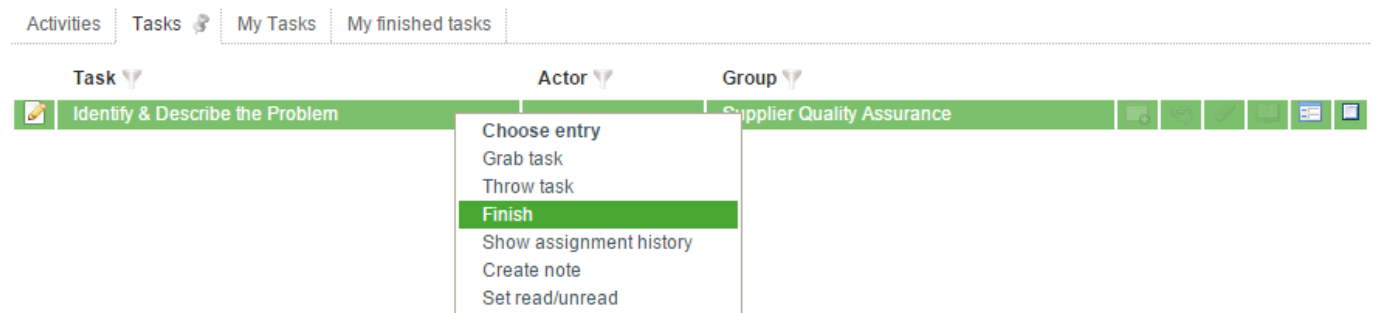 Activities Tasks My Tasks My finished tasks
Task Actor Group
Identify & Describe the Problem Supplier Quality Assurance
Choose entry
Grab task
Throw task
Finish
Show assignment history
Create note
Set read/unread